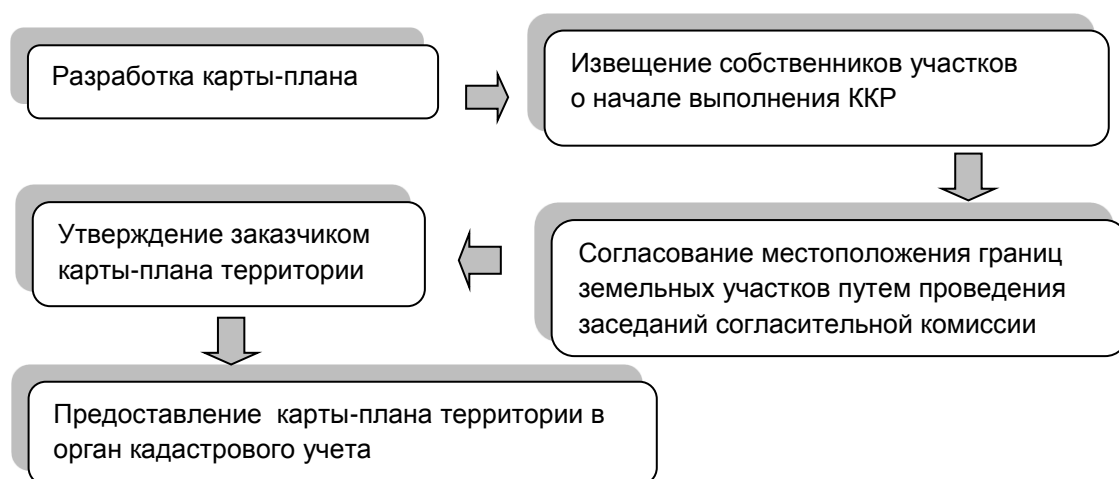 Разработка карты-плана
Извещение собственников участков
о начале выполнения ККР
Согласование местоположения границ
земельных участков путем проведения
заседаний согласительной комиссии
Утверждение заказчиком
карты-плана территории
Предоставление карты-плана территории в
орган кадастрового учета